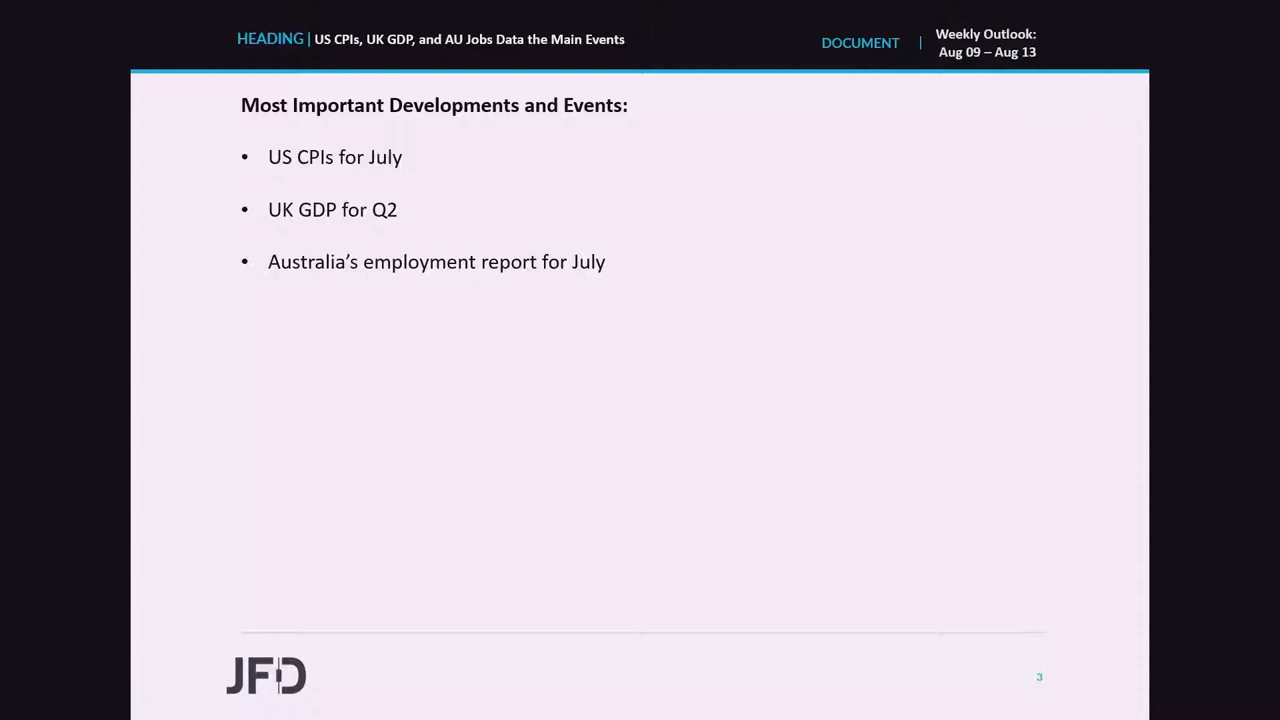 HEADING | US CPIs, UK GDP, and AU Jobs Data the Main Events
DOCUMENT | Weekly Outlook:
Aug 09 – Aug 13
Most Important Developments and Events:
• US CPIs for July
• UK GDP for Q2
• Australia’s employment report for July
JFD
3